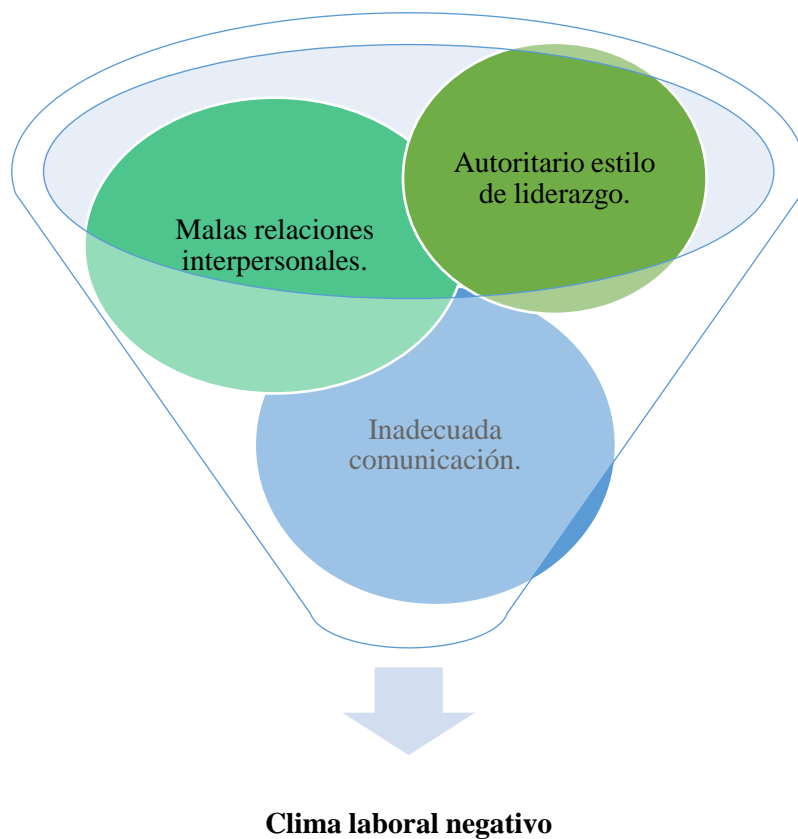 Autoritario estilo
de liderazgo.
Malas relaciones
interpersonales.
Inadecuada
comunicación.
Clima laboral negativo